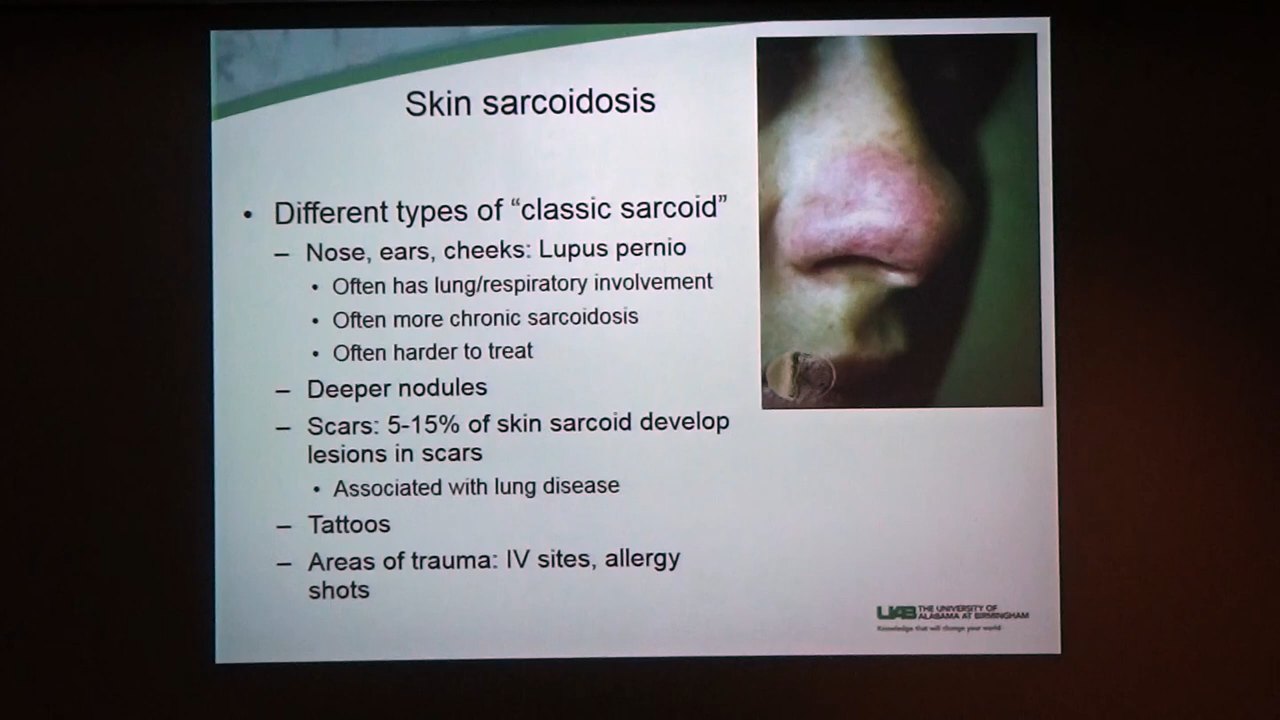 Skin sarcoidosis
• Different types of “classic sarcoid”
– Nose, ears, cheeks: Lupus pernio
• Often has lung/respiratory involvement
• Often more chronic sarcoidosis
• Often harder to treat
– Deeper nodules
– Scars: 5-15% of skin sarcoid develop
lesions in scars
• Associated with lung disease
– Tattoos
– Areas of trauma: IV sites, allergy
shots
UAB THE UNIVERSITY OF
ALABAMA AT BIRMINGHAM
Knowledge that will change your world